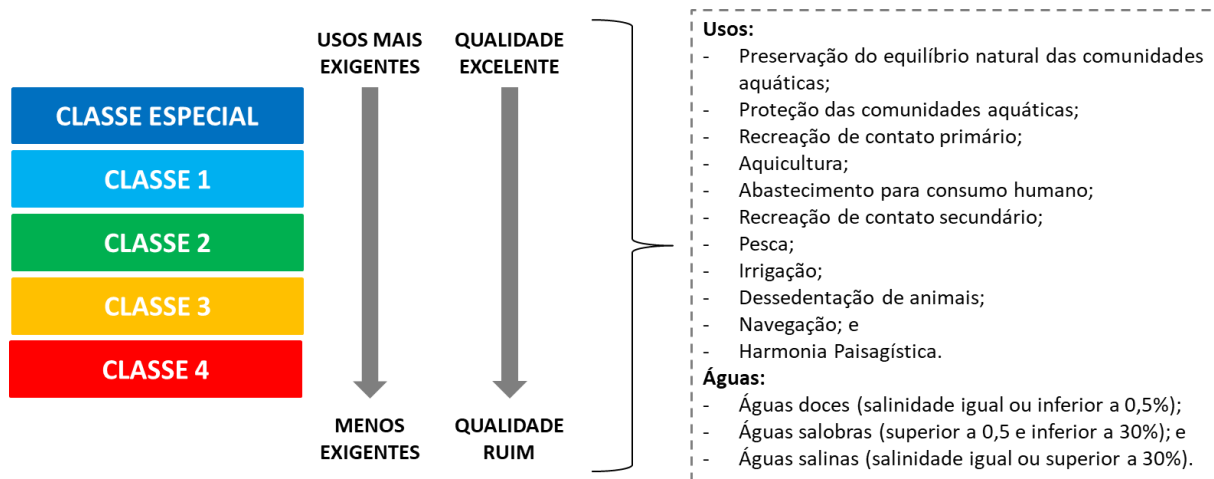 CLASSE ESPECIAL
CLASSE 1
CLASSE 2
CLASSE 3
CLASSE 4
USOS MAIS
EXIGENTES
MENOS
EXIGENTES
QUALIDADE
EXCELENTE
QUALIDADE
RUIM
Usos:
- Preservação do equilíbrio natural das comunidades
aquáticas;
- Proteção das comunidades aquáticas;
- Recreação de contato primário;
- Aquicultura;
- Abastecimento para consumo humano;
- Recreação de contato secundário;
- Pesca;
- Irrigação;
- Dessedentação de animais;
- Navegação; e
- Harmonia Paisagística.
Águas:
- Águas doces (salinidade igual ou inferior a 0,5%);
- Águas salobras (superior a 0,5 e inferior a 30%); e
- Águas salinas (salinidade igual ou superior a 30%).